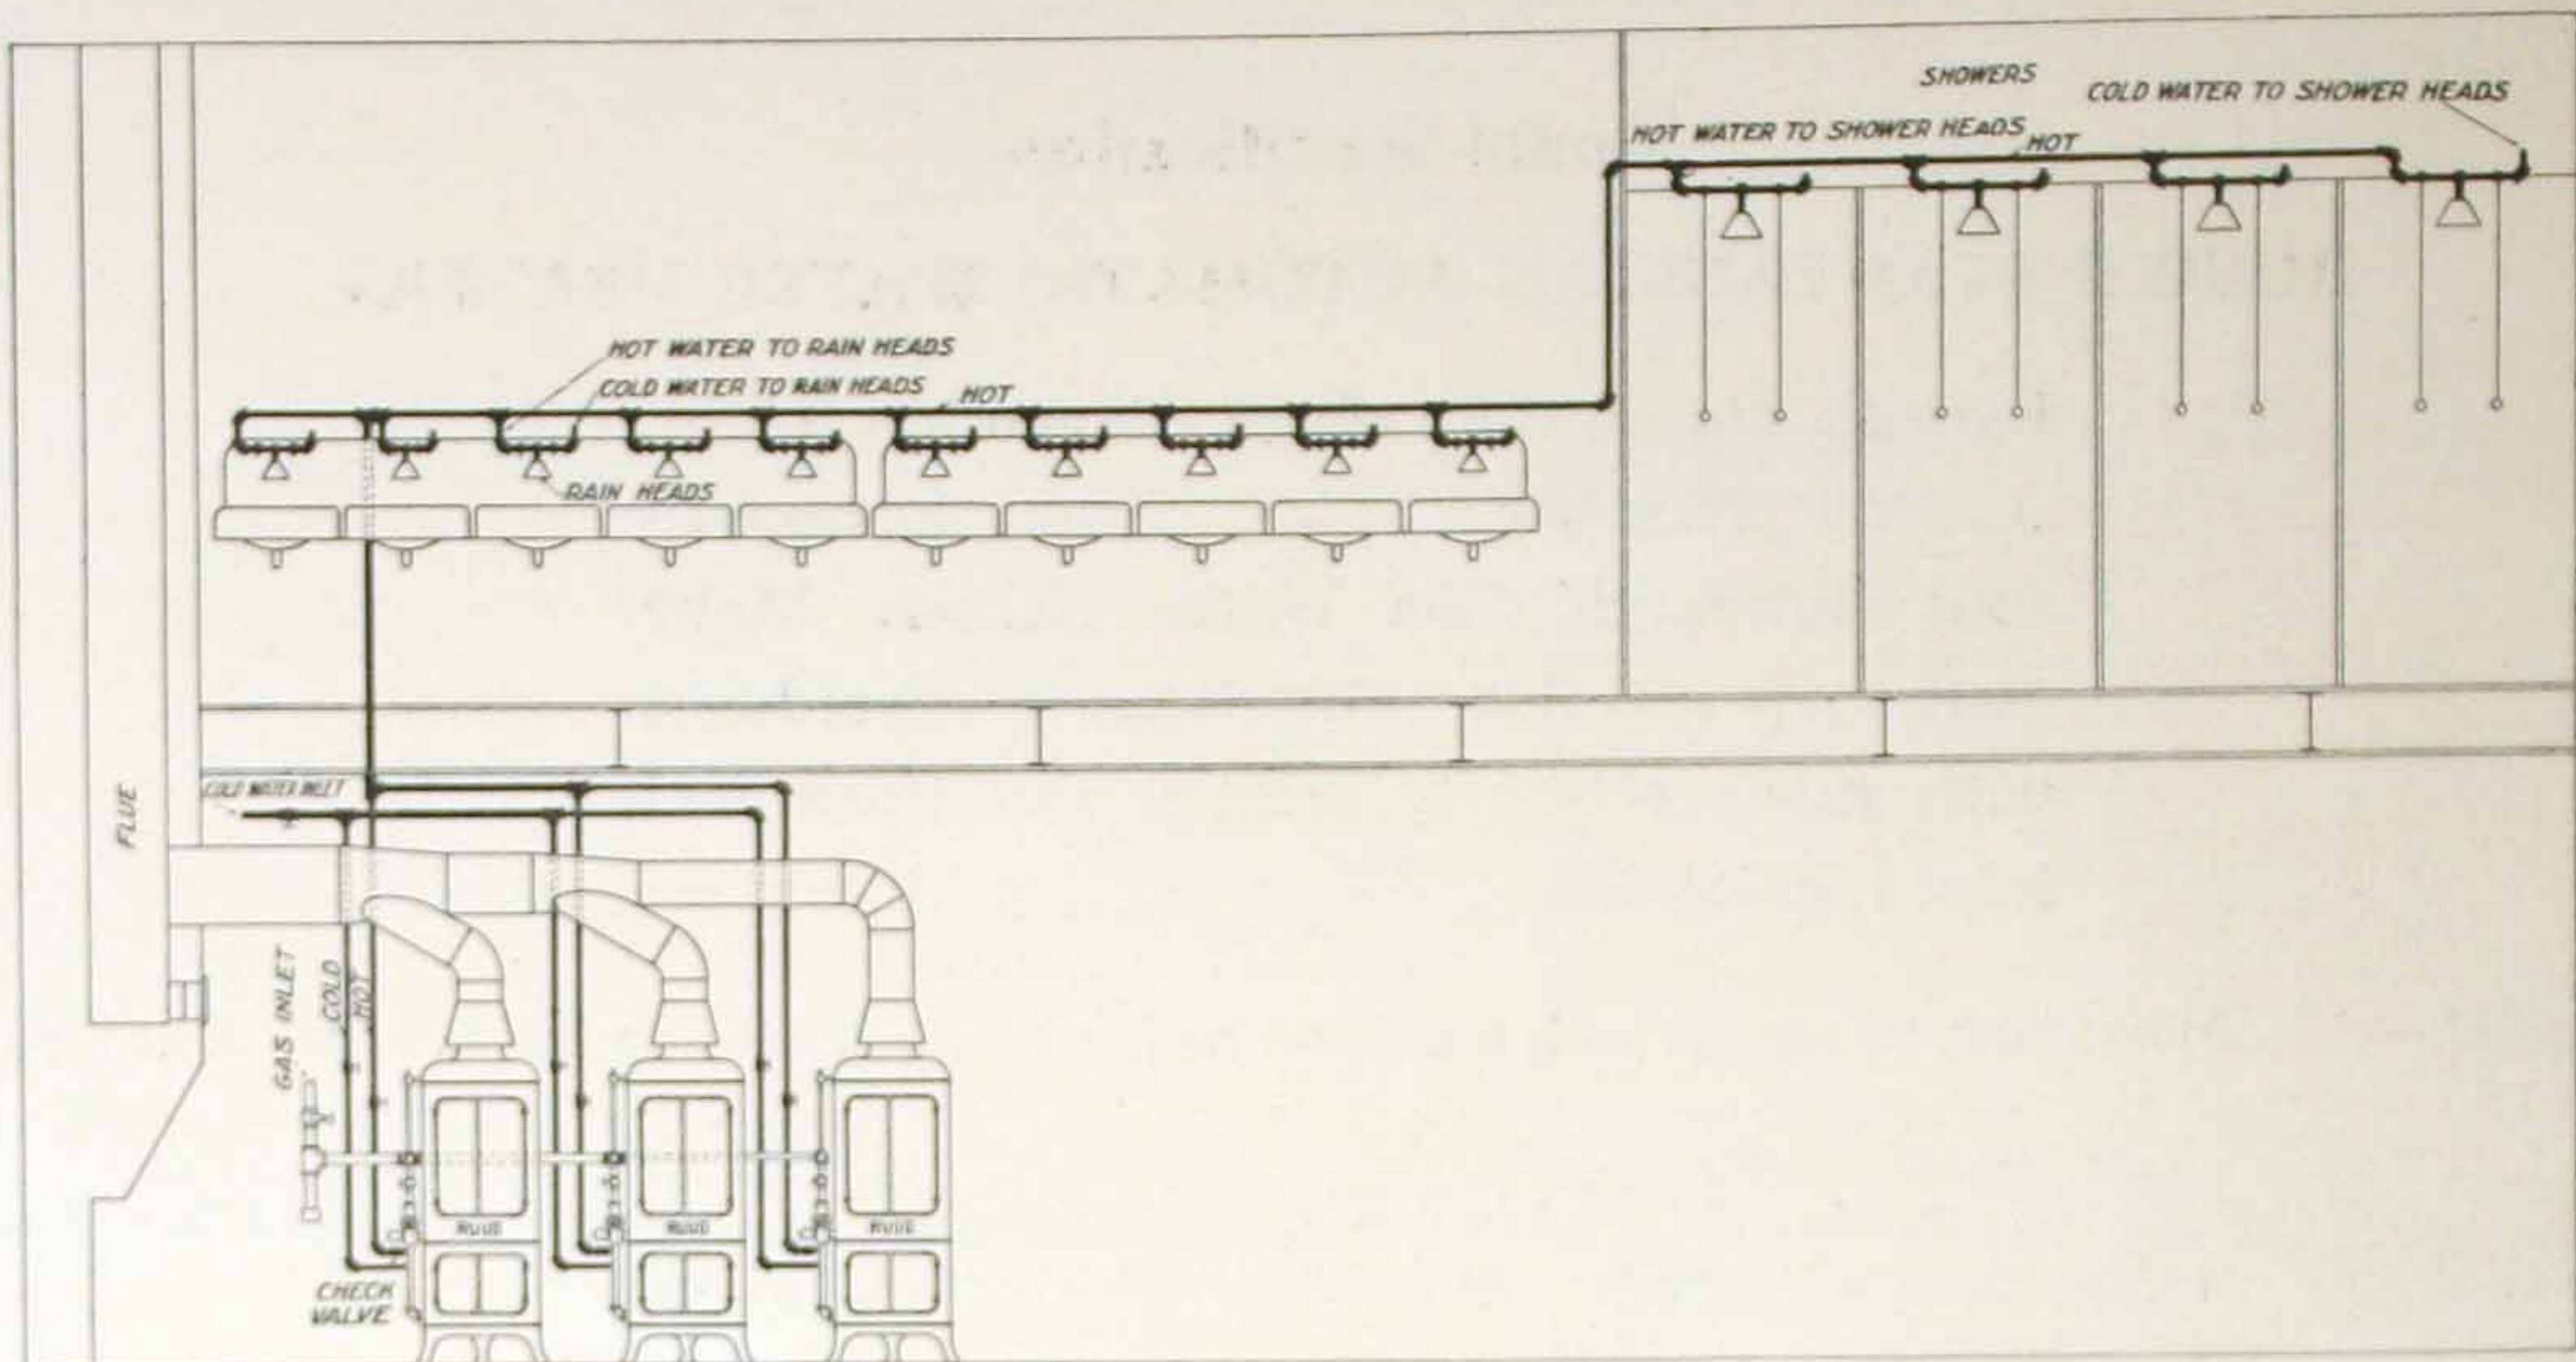 SHOWERS
COLD WATER TO SHOWER HEADS
HOT WATER TO SHOWER HEADS
HOT
HOT WATER TO RAIN HEADS
COLD WATER TO RAIN HEADS
HOT
RAIN HEADS
COLD WATER INLET
FLUE
GAS INLET
COLD
HOT
RUUD
RUUD
RUUD
CHECK
VALVE